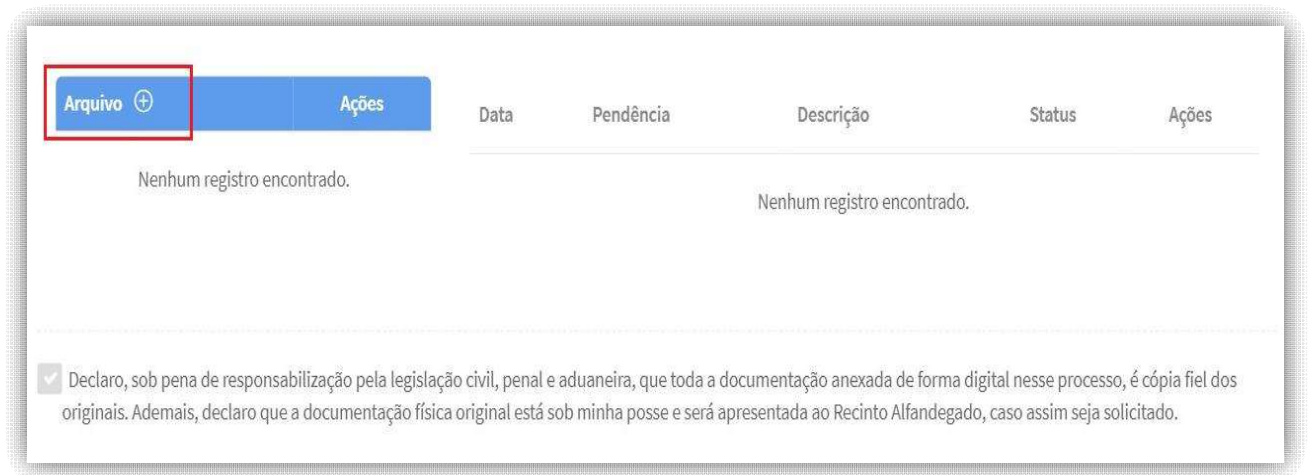 Arquivo Ações
Data Pendência Descrição Status Ações
Nenhum registro encontrado.
Nenhum registro encontrado.
Declaro, sob pena de responsabilização pela legislação civil, penal e aduaneira, que toda a documentação anexada de forma digital nesse processo, é cópia fiel dos
originais. Ademais, declaro que a documentação física original está sob minha posse e será apresentada ao Recinto Alfandegado, caso assim seja solicitado.